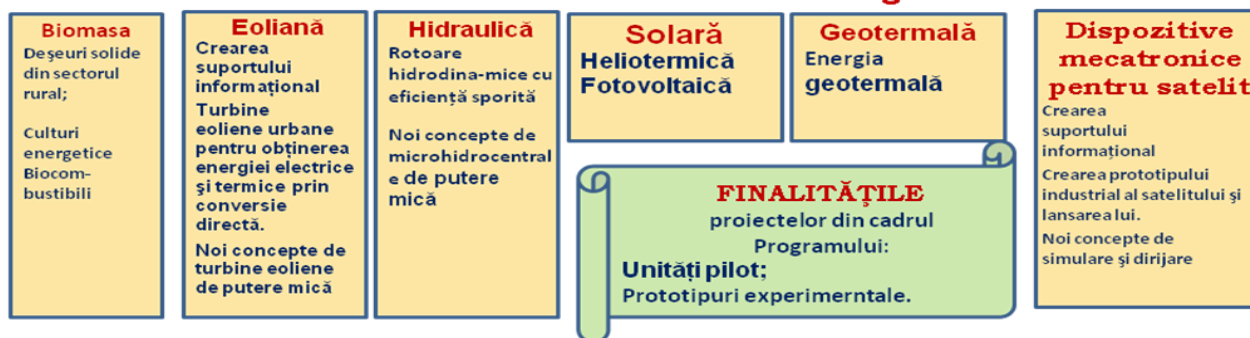 Biomasa
Deşeuri solide
din sectorul
rural;
Culturi
energetice
Biocom-
bustibili
Eoliană
Crearea
suportului
informaţional
Turbine
eoliene urbane
pentru obţinerea
energiei electrice
şi termice prin
conversie
directă.
Noi concepte de
turbine eoliene
de putere mică
Hidraulică
Rotoare
hidrodina-mice cu
eficienţă sporită
Noi concepte de
microhidrocentral
e de putere
mică
Solară
Heliotermică
Fotovoltaică
Geotermală
Energia
geotermală
FINALITĂŢILE
proiectelor din cadrul
Programului:
Unităţi pilot;
Prototipuri experimerntale.
Dispozitive
mecatronice
pentru satelit
Crearea
suportului
informaţional
Crearea prototipului
industrial al satelitului şi
lansarea lui.
Noi concepte de
simulare şi dirijare